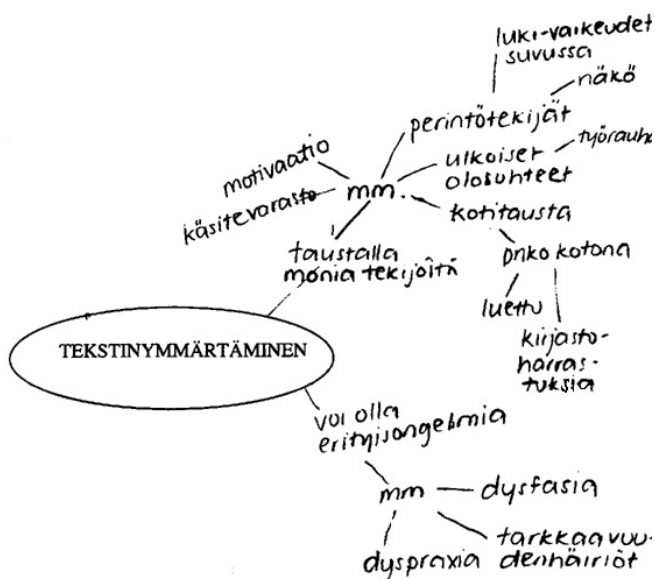 luki-vaikeudet
suvussa
näkö
perintötekijät
motivaatio
ulkoiset
olosuhteet
työrauha
käsitevarasto
mm.
kotitausta
taustalla
monia tekijöitä
onko kotona
luettu
kirjasto-
harras-
tuksia
TEKSTINYMMÄRTÄMINEN
voi olla
erityisongelmia
mm
dysfasia
tarkkaavuu-
denhäiriöt
dyspraxia